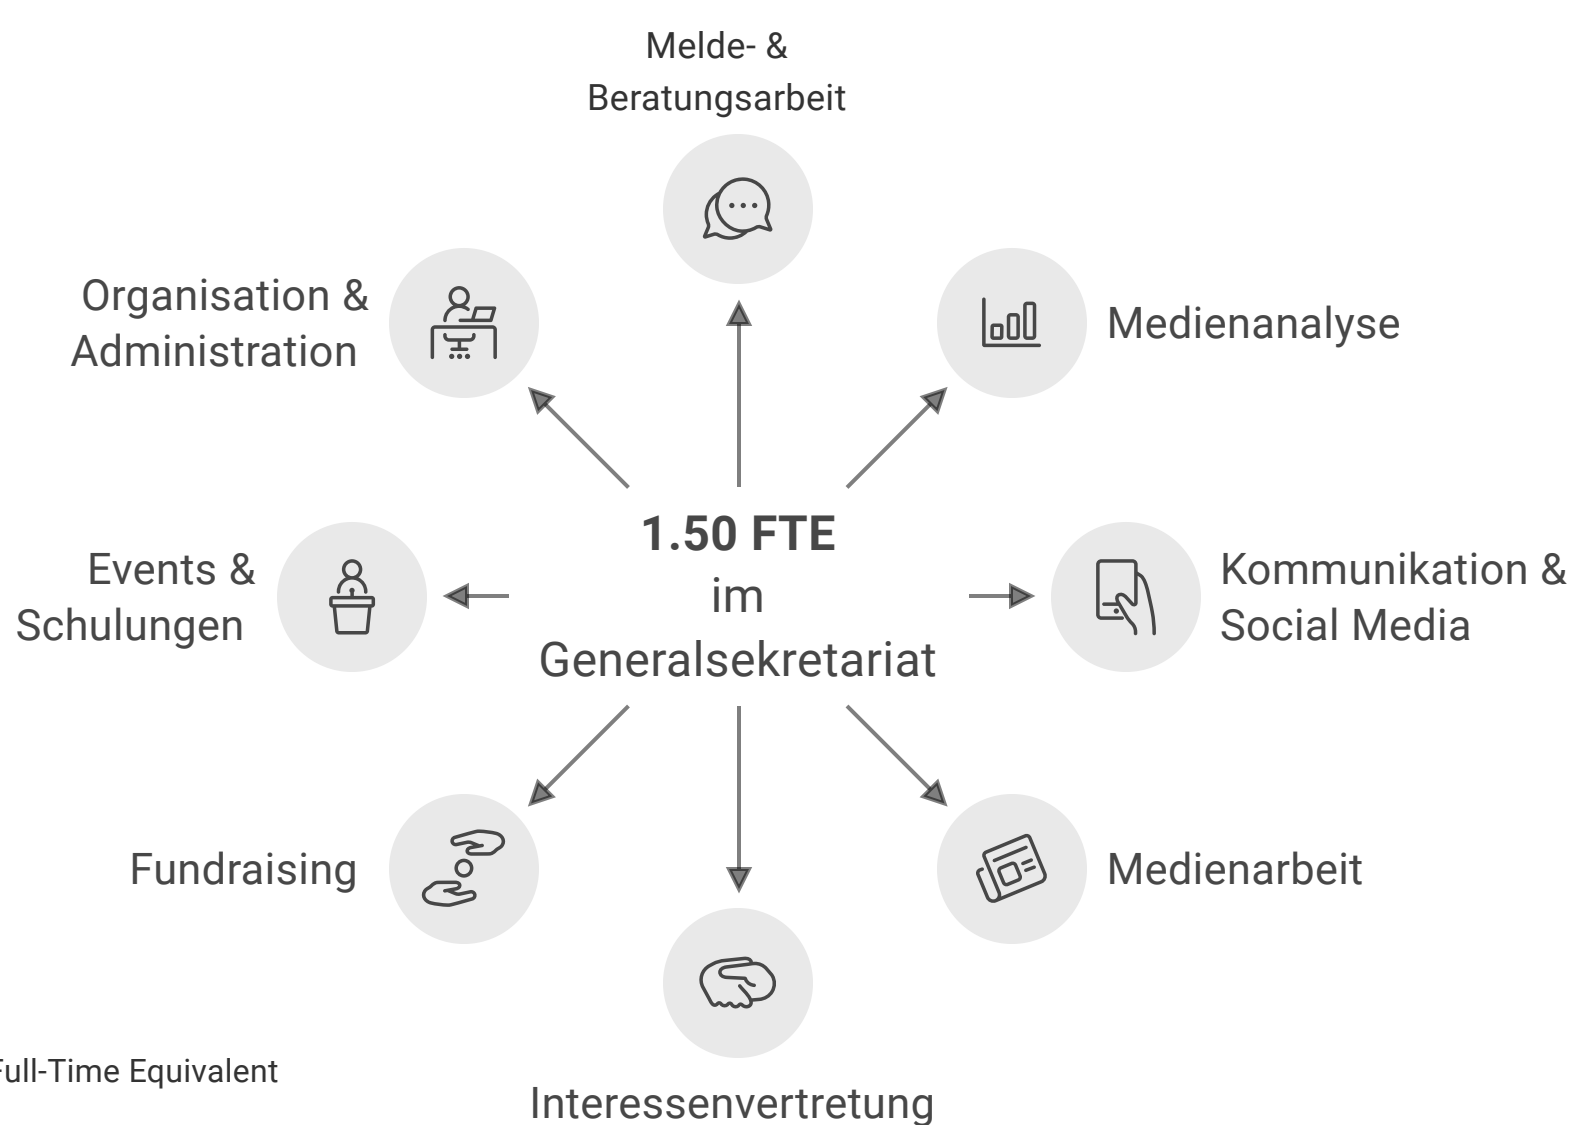 Melde- &
Beratungsarbeit
Organisation &
Administration
Medienanalyse
Events &
Schulungen
1.50 FTE
im
Generalsekretariat
Kommunikation &
Social Media
Fundraising
Medienarbeit
Full-Time Equivalent
Interessenvertretung